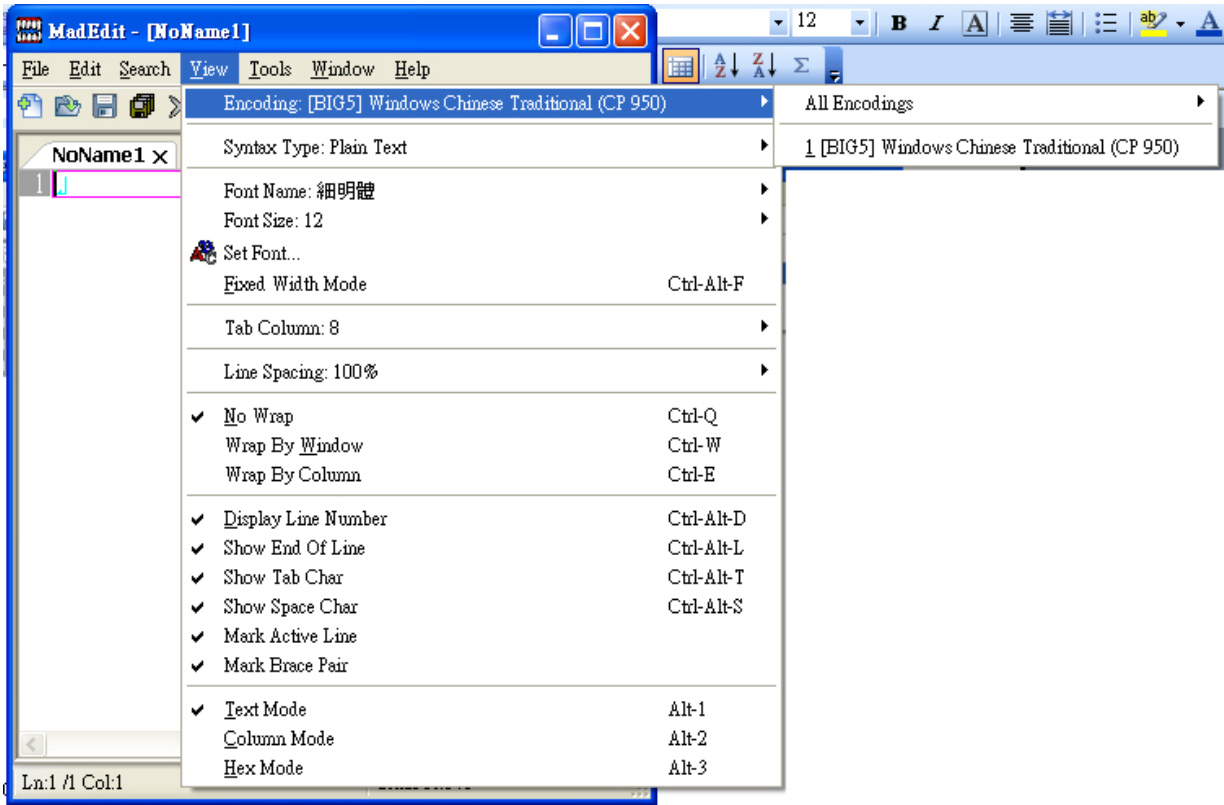 MadEdit - [NoName1]
12 B I A ab A
File Edit Search View Tools Window Help
A Z Z A Σ
Encoding: [BIG5] Windows Chinese Traditional (CP 950)
All Encodings
NoName1 x
Syntax Type: Plain Text
1 [BIG5] Windows Chinese Traditional (CP 950)
1
Font Name: 細明體
Font Size: 12
Set Font...
Fixed Width Mode Ctrl-Alt-F
Tab Column: 8
Line Spacing: 100%
No Wrap Ctrl-Q
Wrap By Window Ctrl-W
Wrap By Column Ctrl-E
Display Line Number Ctrl-Alt-D
Show End Of Line Ctrl-Alt-L
Show Tab Char Ctrl-Alt-T
Show Space Char Ctrl-Alt-S
Mark Active Line
Mark Brace Pair
Text Mode Alt-1
Column Mode Alt-2
Hex Mode Alt-3
Ln:1 /1 Col:1